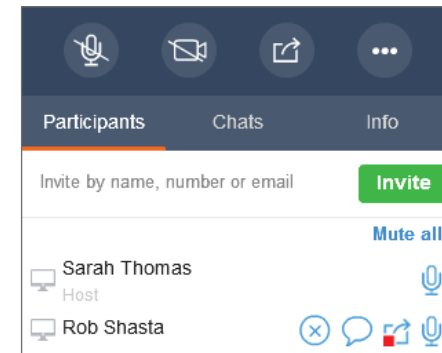 Participants Chats Info
Invite by name, number or email Invite
Mute all
Sarah Thomas
Host
Rob Shasta